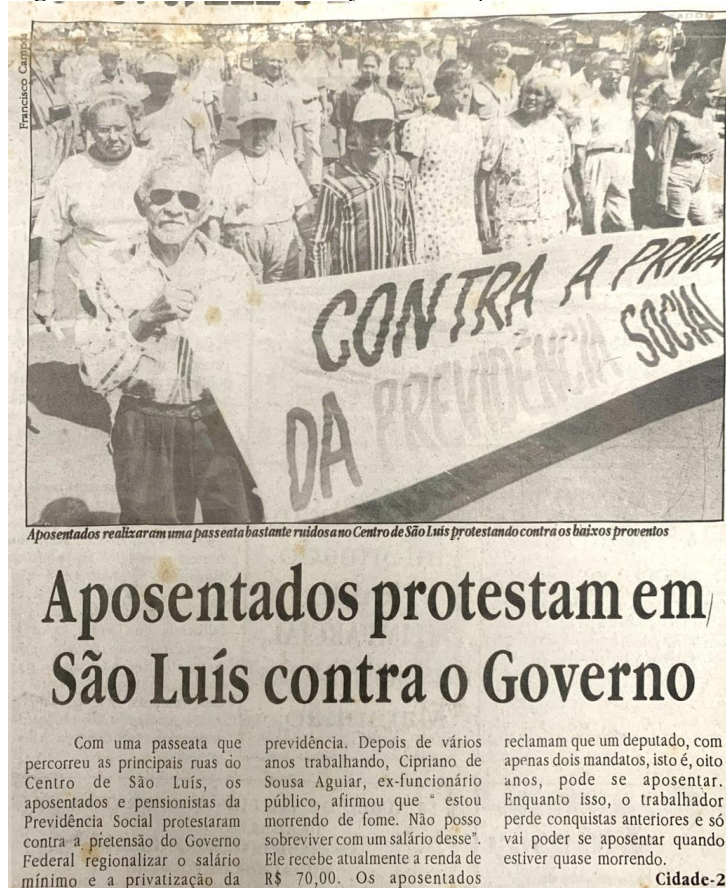 Francisco Campos
CONTRA A PRIVA
DA PREVIDÊNCIA SOCIAL
Aposentados realizaram uma passeata bastante ruidosa no Centro de São Luís protestando contra os baixos proventos
Aposentados protestam em
São Luís contra o Governo
Com uma passeata que
percorreu as principais ruas do
Centro de São Luís, os
aposentados e pensionistas da
Previdência Social protestaram
contra a pretensão do Governo
Federal regionalizar o salário
mínimo e a privatização da
previdência. Depois de vários
anos trabalhando, Cipriano de
Sousa Aguiar, ex-funcionário
público, afirmou que “ estou
morrendo de fome. Não posso
sobreviver com um salário desse”.
Ele recebe atualmente a renda de
R$ 70,00. Os aposentados
reclamam que um deputado, com
apenas dois mandatos, isto é, oito
anos, pode se aposentar.
Enquanto isso, o trabalhador
perde conquistas anteriores e só
vai poder se aposentar quando
estiver quase morrendo.
Cidade-2